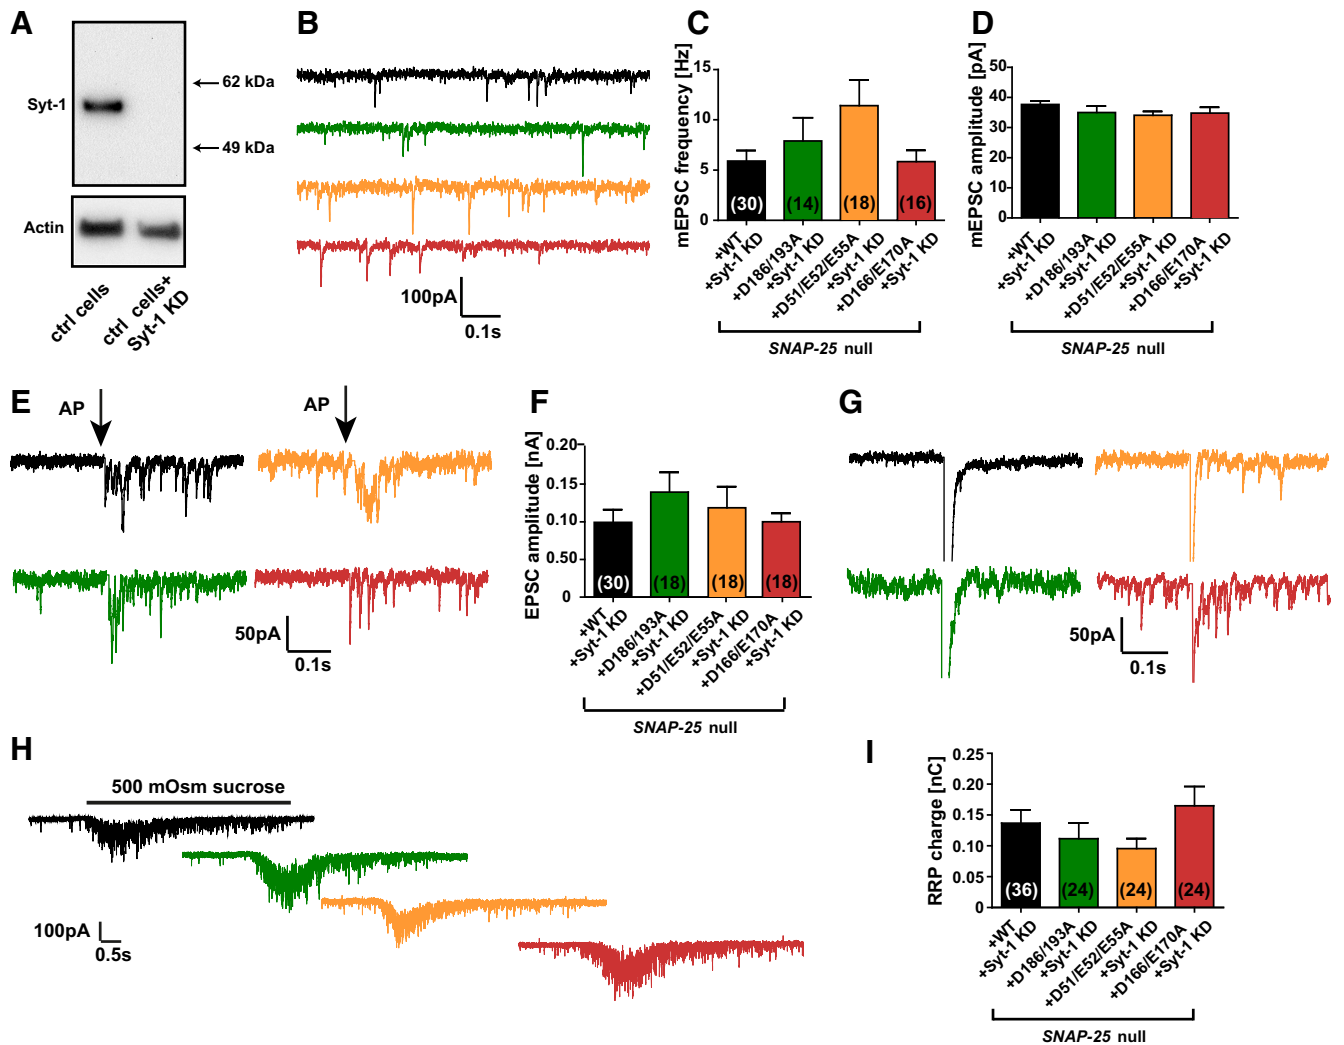 A
Syt-1
62 kDa
49 kDa
Actin
ctrl cells
ctrl cells+
Syt-1 KD
B
100pA
0.1s
C
mEPSC frequency [Hz]
15
10
5
0
(30)
(14)
(18)
(16)
+WT
+Syt-1 KD
+D186/193A
+Syt-1 KD
+D51/E52/E55A
+Syt-1 KD
+D166/E170A
+Syt-1 KD
SNAP-25 null
D
mEPSC amplitude [pA]
50
40
30
20
10
0
+WT
+Syt-1 KD
+D186/193A
+Syt-1 KD
+D51/E52/E55A
+Syt-1 KD
+D166/E170A
+Syt-1 KD
SNAP-25 null
E
AP
AP
50pA
0.1s
F
EPSC amplitude [nA]
0.20
0.15
0.10
0.50
0
(30)
(18)
(18)
(18)
+WT
+Syt-1 KD
+D186/193A
+Syt-1 KD
+D51/E52/E55A
+Syt-1 KD
+D166/E170A
+Syt-1 KD
SNAP-25 null
G
50pA
0.1s
H
500 mOsm sucrose
100pA
0.5s
I
RRP charge [nC]
0.25
0.20
0.15
0.10
0.05
0
(36)
(24)
(24)
(24)
+WT
+Syt-1 KD
+D186/193A
+Syt-1 KD
+D51/E52/E55A
+Syt-1 KD
+D166/E170A
+Syt-1 KD
SNAP-25 null